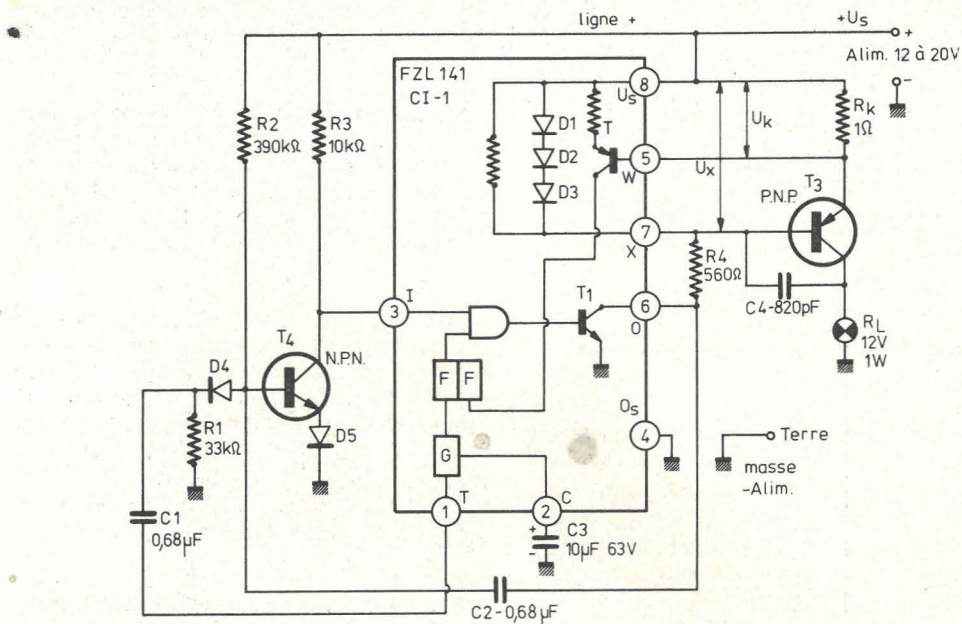 ligne +
+Us
+
Alim. 12 à 20V
-
FZL 141
CI-1
8
Us
R2
390kΩ
R3
10kΩ
D1
D2
D3
T
5
W
Uk
Ux
Rk
1Ω
T3
P.N.P.
7
X
R4
560Ω
C4-820pF
I
3
T1
6
O
RL
12V
1W
T4
N.P.N.
D4
D5
R1
33kΩ
F F
G
Os
4
Terre
masse
-Alim.
T
1
C
2
C1
0,68µF
+
-
C3
10µF 63V
C2-0,68µF